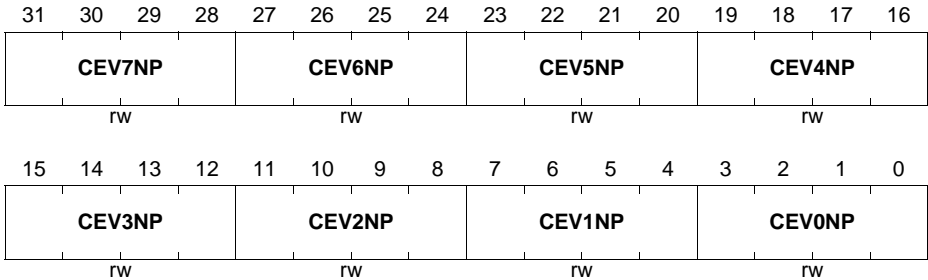 31 30 29 28 27 26 25 24 23 22 21 20 19 18 17 16
CEV7NP CEV6NP CEV5NP CEV4NP
rw rw rw rw
15 14 13 12 11 10 9 8 7 6 5 4 3 2 1 0
CEV3NP CEV2NP CEV1NP CEV0NP
rw rw rw rw